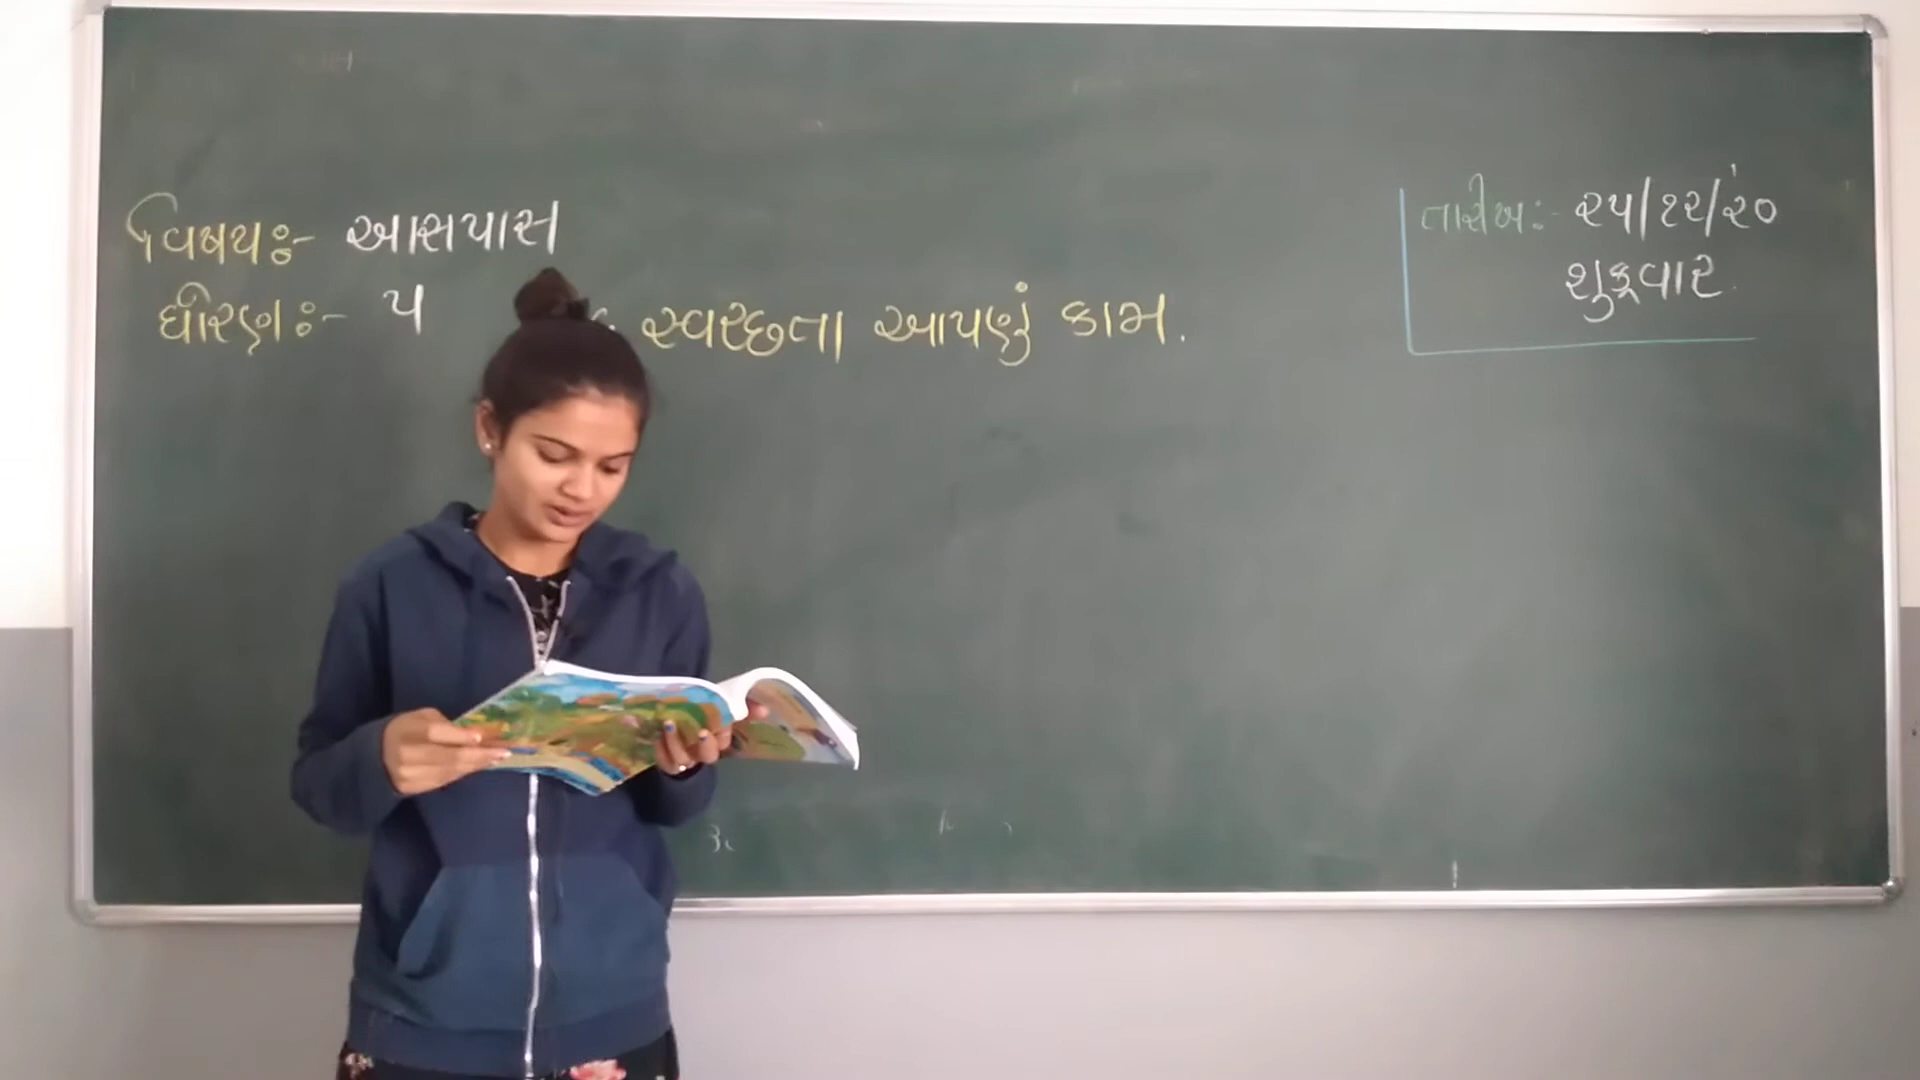 વિષય:- આસપાસ
ધોરણ:- ૫
સ્વચ્છતા આપણું કામ.
તારીખ:- ૨૫/૧૨/૨૦
શુક્રવાર